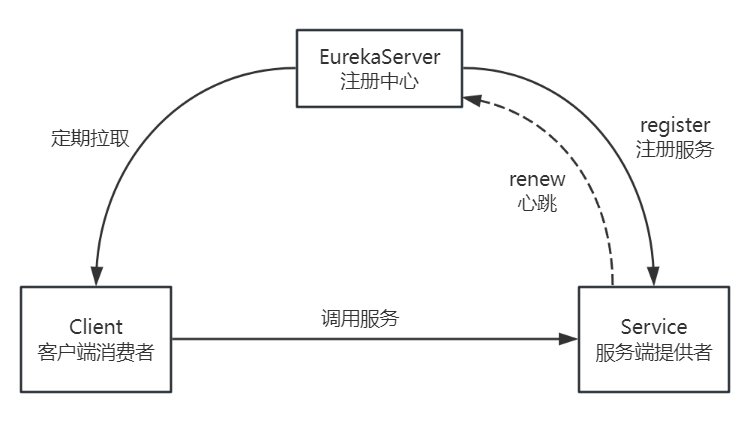 EurekaServer
注册中心
定期拉取
register
注册服务
renew
心跳
Client
客户端消费者
调用服务
Service
服务端提供者